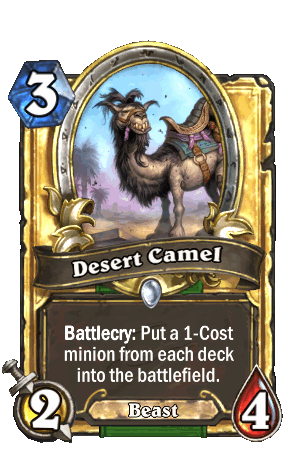 3
Desert Camel
Battlecry: Put a 1-Cost
minion from each deck
into the battlefield.
2
Beast
4